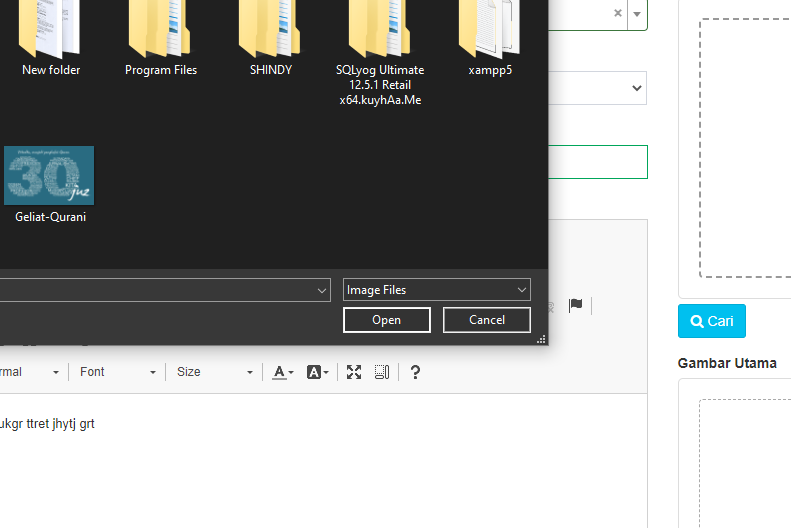 New folder
Program Files
SHINDY
SQLyog Ultimate
12.5.1 Retail
x64.kuyhAa.Me
xampp5
30
juz
Geliat-Qurani
Image Files
Open
Cancel
Cari
Gambar Utama
rmal
Font
Size
A
A
?
ukgr ttret jhytj grt